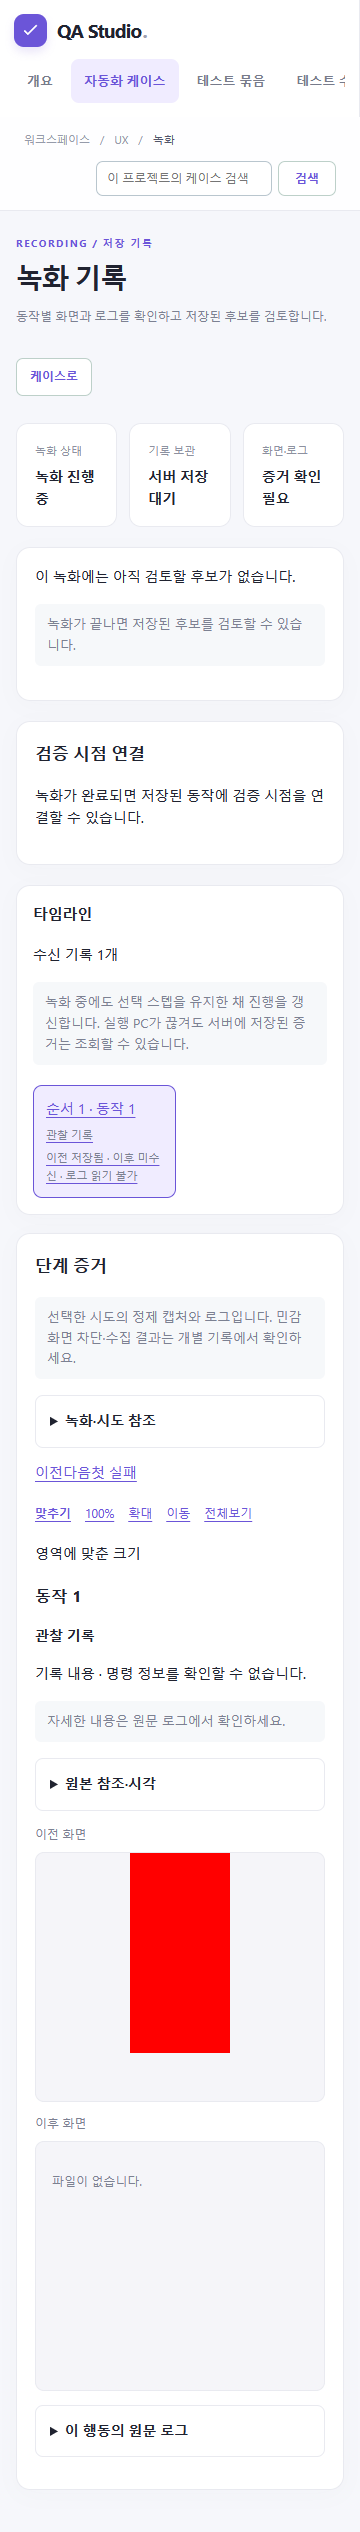 QA Studio.
개요 자동화 케이스 테스트 묶음 테스트
워크스페이스 / UX / 녹화
이 프로젝트의 케이스 검색 검색
RECORDING / 저장 기록
녹화 기록
동작별 화면과 로그를 확인하고 저장된 후보를 검토합니다.
케이스로
녹화 상태
녹화 진행
중
기록 보관
서버 저장
대기
화면·로그
증거 확인
필요
이 녹화에는 아직 검토할 후보가 없습니다.
녹화가 끝나면 저장된 후보를 검토할 수 있습
니다.
검증 시점 연결
녹화가 완료되면 저장된 동작에 검증 시점을 연
결할 수 있습니다.
타임라인
수신 기록 1개
녹화 중에도 선택 스텝을 유지한 채 진행을 갱
신합니다. 실행 PC가 끊겨도 서버에 저장된 증
거는 조회할 수 있습니다.
순서 1 · 동작 1
관찰 기록
이전 저장됨 · 이후 미수
신 · 로그 읽기 불가
단계 증거
선택한 시도의 정제 캡처와 로그입니다. 민감
화면 차단·수집 결과는 개별 기록에서 확인하
세요.
▶ 녹화·시도 참조
이전다음첫 실패
맞추기 100% 확대 이동 전체보기
영역에 맞춘 크기
동작 1
관찰 기록
기록 내용 · 명령 정보를 확인할 수 없습니다.
자세한 내용은 원문 로그에서 확인하세요.
▶ 원본 참조·시각
이전 화면
이후 화면
파일이 없습니다.
▶ 이 행동의 원문 로그